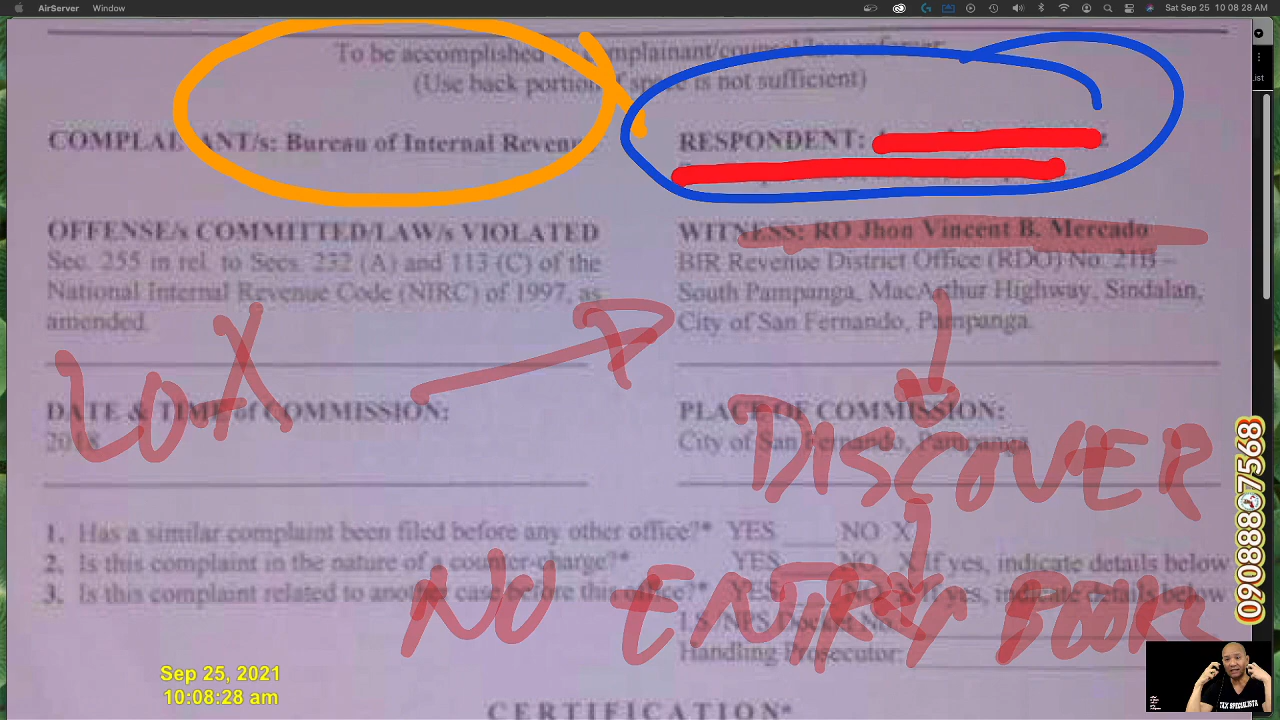 AirServer Window
Sat Sep 25 10 08 28 AM
To be accomplished complainant/counsel/
(Use back portion if space is not sufficient)
COMPLAINANT/s: Bureau of Internal Revenue
RESPONDENT:
OFFENSE/s COMMITTED/LAW/s VIOLATED
Sec. 255 in rel. to Secs. 232 (A) and 113 (C) of the
National Internal Revenue Code (NIRC) of 1997, as
amended.
WITNESS: RO Jhon Vincent B. Mercado
BIR Revenue District Office (RDO) No. 21B –
South Pampanga, MacArthur Highway, Sindalan,
City of San Fernando, Pampanga.
DATE & TIME of COMMISSION:
2018
PLACE OF COMMISSION:
City of San Fernando, Pampanga
DISCOVER
1. Has a similar complaint been filed before any other office?* YES ___ NO X
2. Is this complaint in the nature of a counter-charge?* YES NO X If yes, indicate details below
3. Is this complaint related to another case before this office?* YES NO X If yes, indicate details below
NO ENTRY BOOKS
I.S./NPS Docket No.
Handling Prosecutor:
CERTIFICATION*
Sep 25, 2021
10:08:28 am
09088887568
TAX SPECIALISTA
List